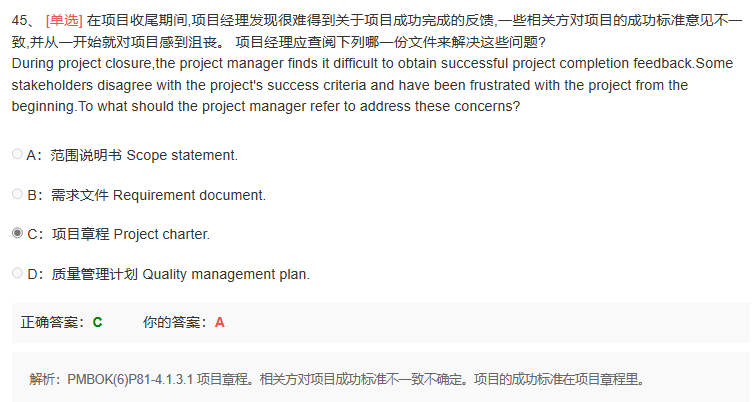 45、 [单选] 在项目收尾期间,项目经理发现很难得到关于项目成功完成的反馈,一些相关方对项目的成功标准意见不一
致,并从一开始就对项目感到沮丧。 项目经理应查阅下列哪一份文件来解决这些问题?
During project closure,the project manager finds it difficult to obtain successful project completion feedback.Some
stakeholders disagree with the project's success criteria and have been frustrated with the project from the
beginning.To what should the project manager refer to address these concerns?
A：范围说明书 Scope statement.
B：需求文件 Requirement document.
C：项目章程 Project charter.
D：质量管理计划 Quality management plan.
正确答案：C 你的答案：A
解析：PMBOK(6)P81-4.1.3.1 项目章程。相关方对项目成功标准不一致不确定。项目的成功标准在项目章程里。